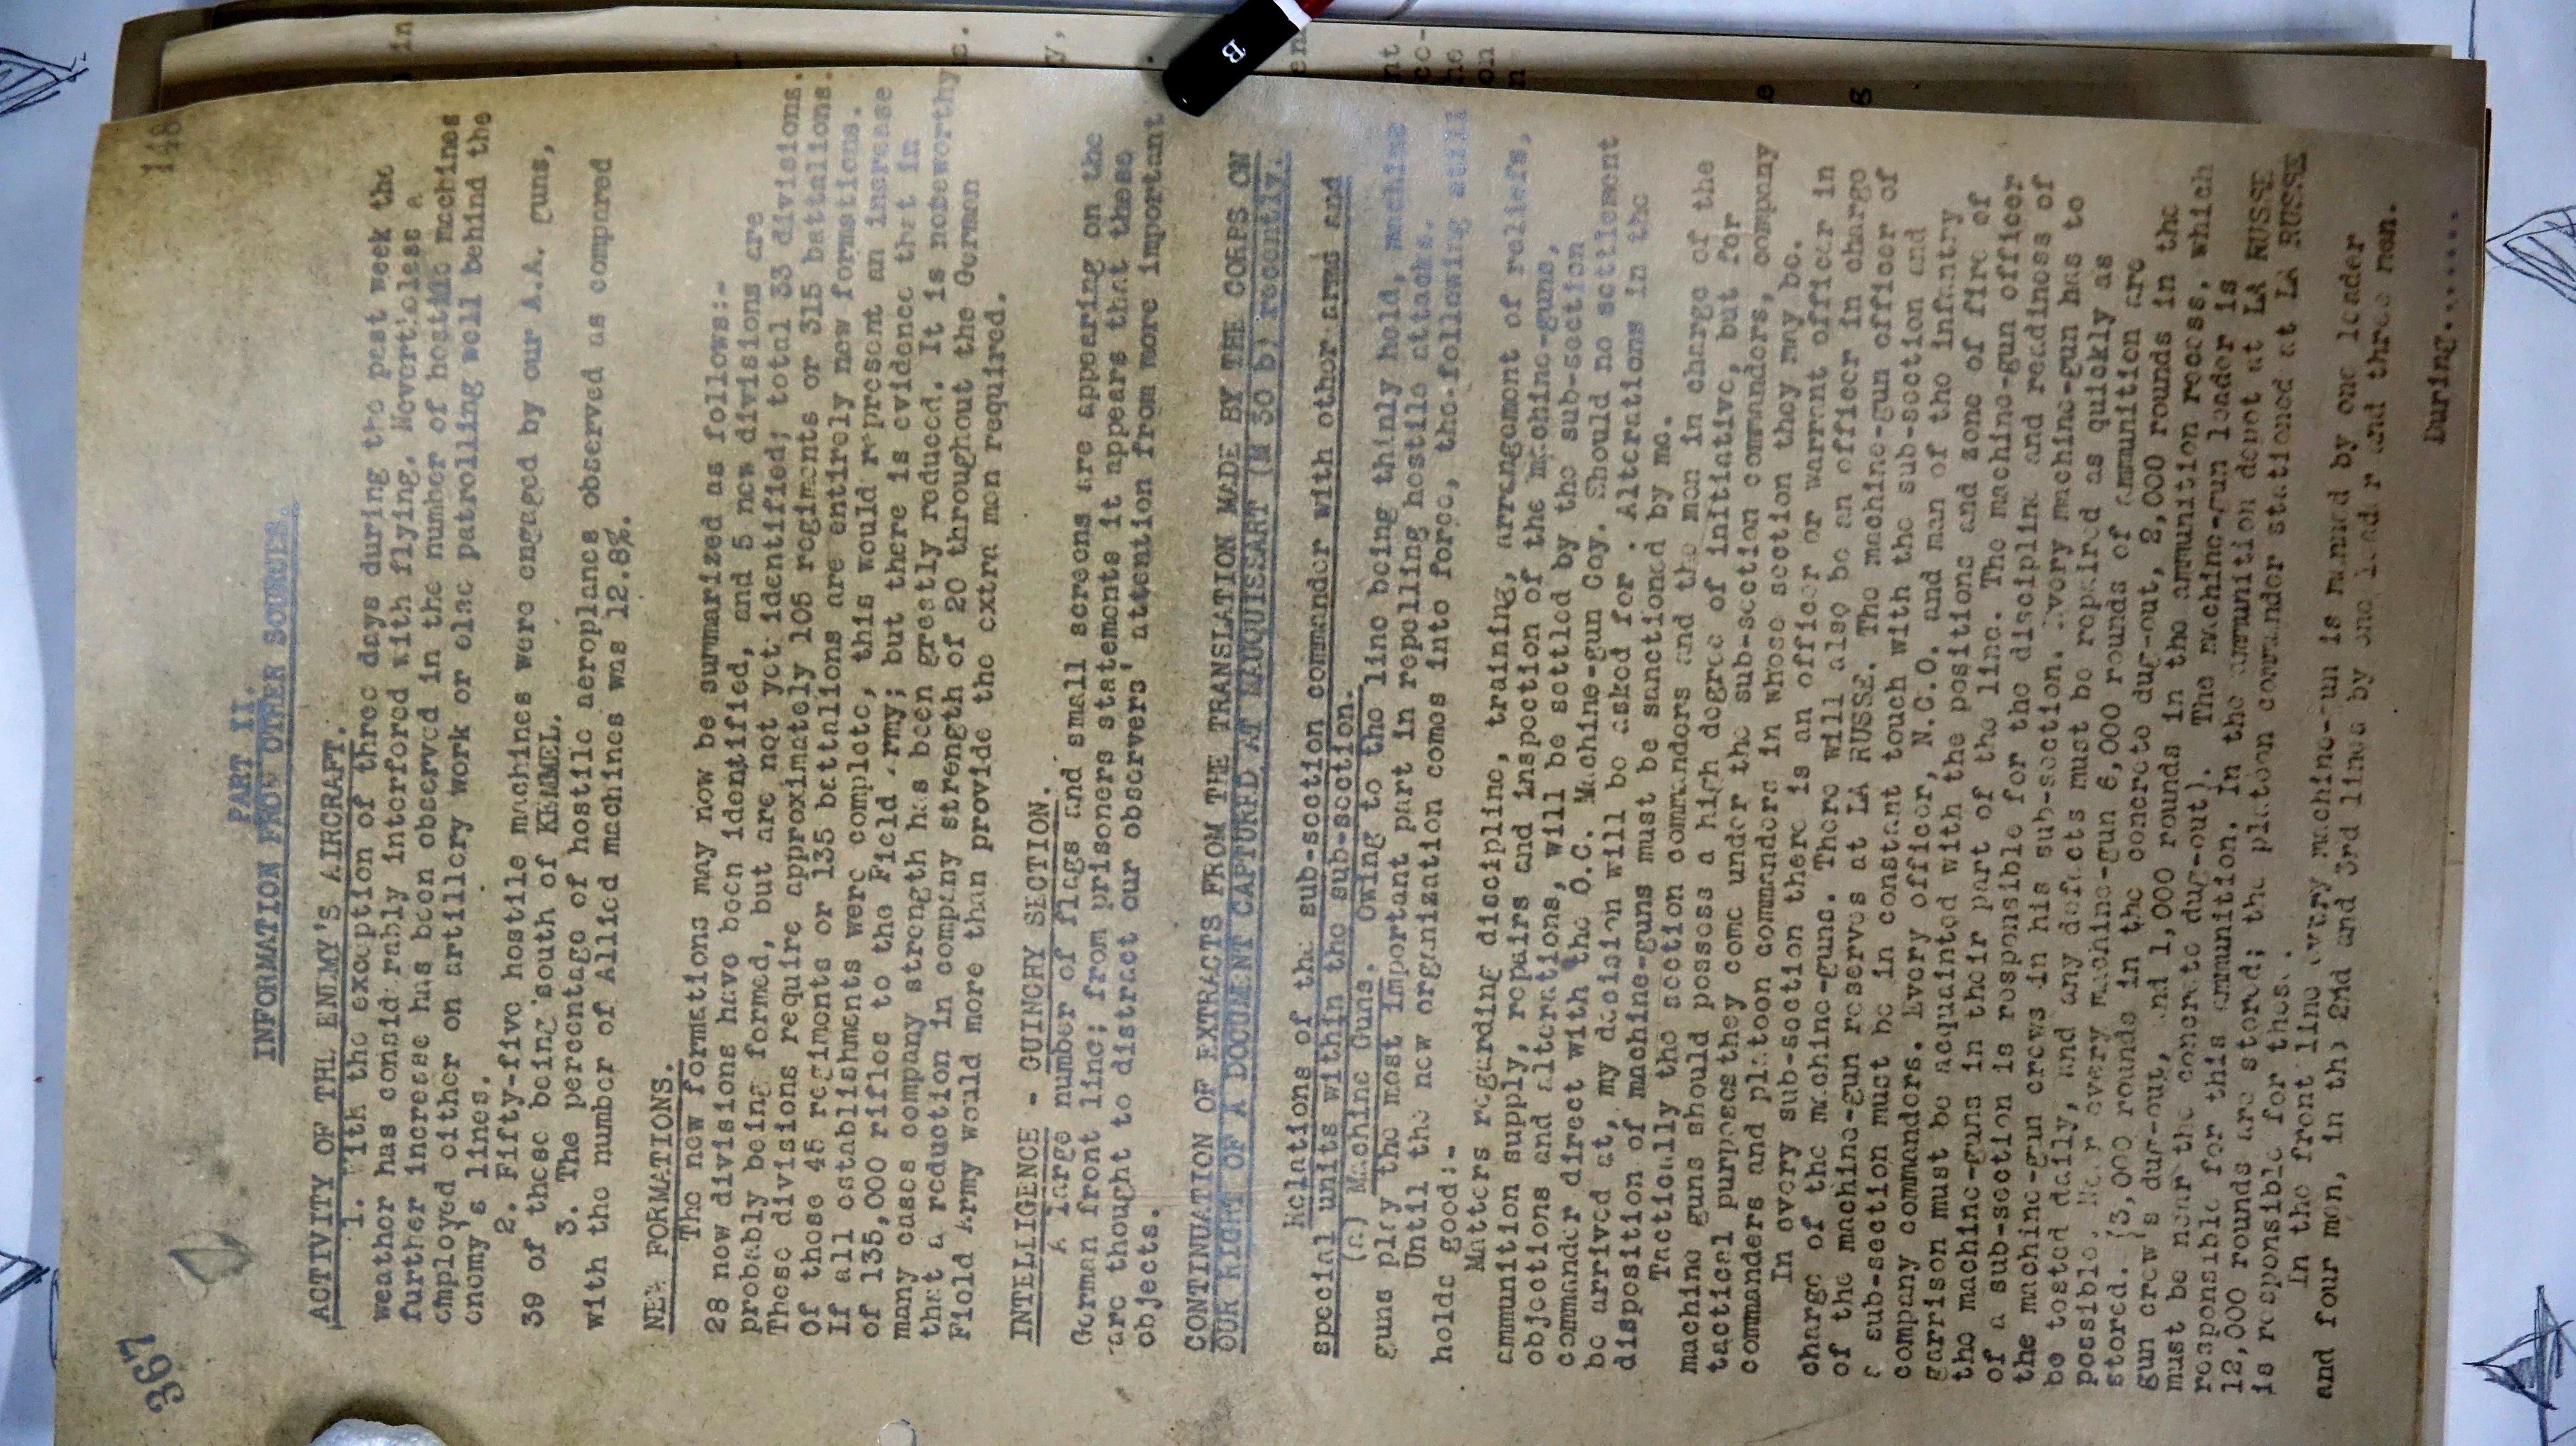 367
148
PART II.
INFORMATION FROM OTHER SOURCES.
ACTIVITY OF THE ENEMY'S AIRCRAFT.
1. With the exception of three days during the past week the
weather has considerably interfered with flying. Nevertheless a
further increase has been observed in the number of hostile machines
employed either on artillery work or else patrolling well behind the
enemy's lines.
2. Fifty-five hostile machines were engaged by our A.A. guns,
39 of these being south of KEMMEL.
3. The percentage of hostile aeroplanes observed as compared
with the number of Allied machines was 12.8%.
NEW FORMATIONS.
The new formations may now be summarized as follows:-
28 new divisions have been identified, and 5 new divisions are
probably being formed, but are not yet identified; total 33 divisions.
These divisions require approximately 105 regiments or 315 battalions.
Of these 45 regiments or 135 battalions are entirely new formations.
If all establishments were complete, this would represent an increase
of 135,000 rifles to the Field Army; but there is evidence that in
many cases company strength has been greatly reduced. It is noteworthy
that a reduction in company strength of 20 throughout the German
Field Army would more than provide the extra men required.
INTELLIGENCE - GUINCHY SECTION.
A large number of flags and small screens are appearing on the
German front line; from prisoners statements it appears that these
are thought to distract our observers' attention from more important
objects.
CONTINUATION OF EXTRACTS FROM THE TRANSLATION MADE BY THE CORPS ON
OUR RIGHT OF A DOCUMENT CAPTURED AT MAUQUISSART (M 30 b) recently.
Relations of the sub-section commander with other arms and
special units within the sub-section.
(a) Machine Guns. Owing to the line being thinly held, machine
guns play the most important part in repelling hostile attacks.
Until the new organization comes into force, the following still
holds good:-
Matters regarding discipline, training, arrangement of reliefs,
ammunition supply, repairs and inspection of the machine-guns,
objections and alterations, will be settled by the sub-section
commander direct with the O.C. Machine-gun Coy. Should no settlement
be arrived at, my decision will be asked for. Alterations in the
disposition of machine-guns must be sanctioned by me.
Tactically the section commanders and the men in charge of the
machine guns should possess a high degree of initiative, but for
tactical purposes they come under the sub-section commanders, company
commanders and platoon commanders in whose section they may be.
In every sub-section there is an officer or warrant officer in
charge of the machine-guns. There will also be an officer in charge
of the machine-gun reserves at LA RUSSE. The machine-gun officer of
a sub-section must be in constant touch with the sub-section and
company commanders. Every officer, N.C.O. and man of the infantry
garrison must be acquainted with the positions and zone of fire of
the machine-guns in their part of the line. The machine-gun officer
of a sub-section is responsible for the discipline and readiness of
the machine-gun crews in his sub-section. Every machine-gun has to
be tested daily, and any defects must be repaired as quickly as
possible. Near every machine-gun 6,000 rounds of ammunition are
stored. (3,000 rounds in the concrete dug-out, 2,000 rounds in the
gun crew's dug-out, and 1,000 rounds in the ammunition recess, which
must be near the concrete dug-out). The machine-gun leader is
responsible for this ammunition. In the ammunition depot at LA RUSSE
12,000 rounds are stored; the platoon commander stationed at LA RUSSE
is responsible for these.
In the front line every machine-gun is manned by one leader
and four men, in the 2nd and 3rd lines by one leader and three men.
During......
B